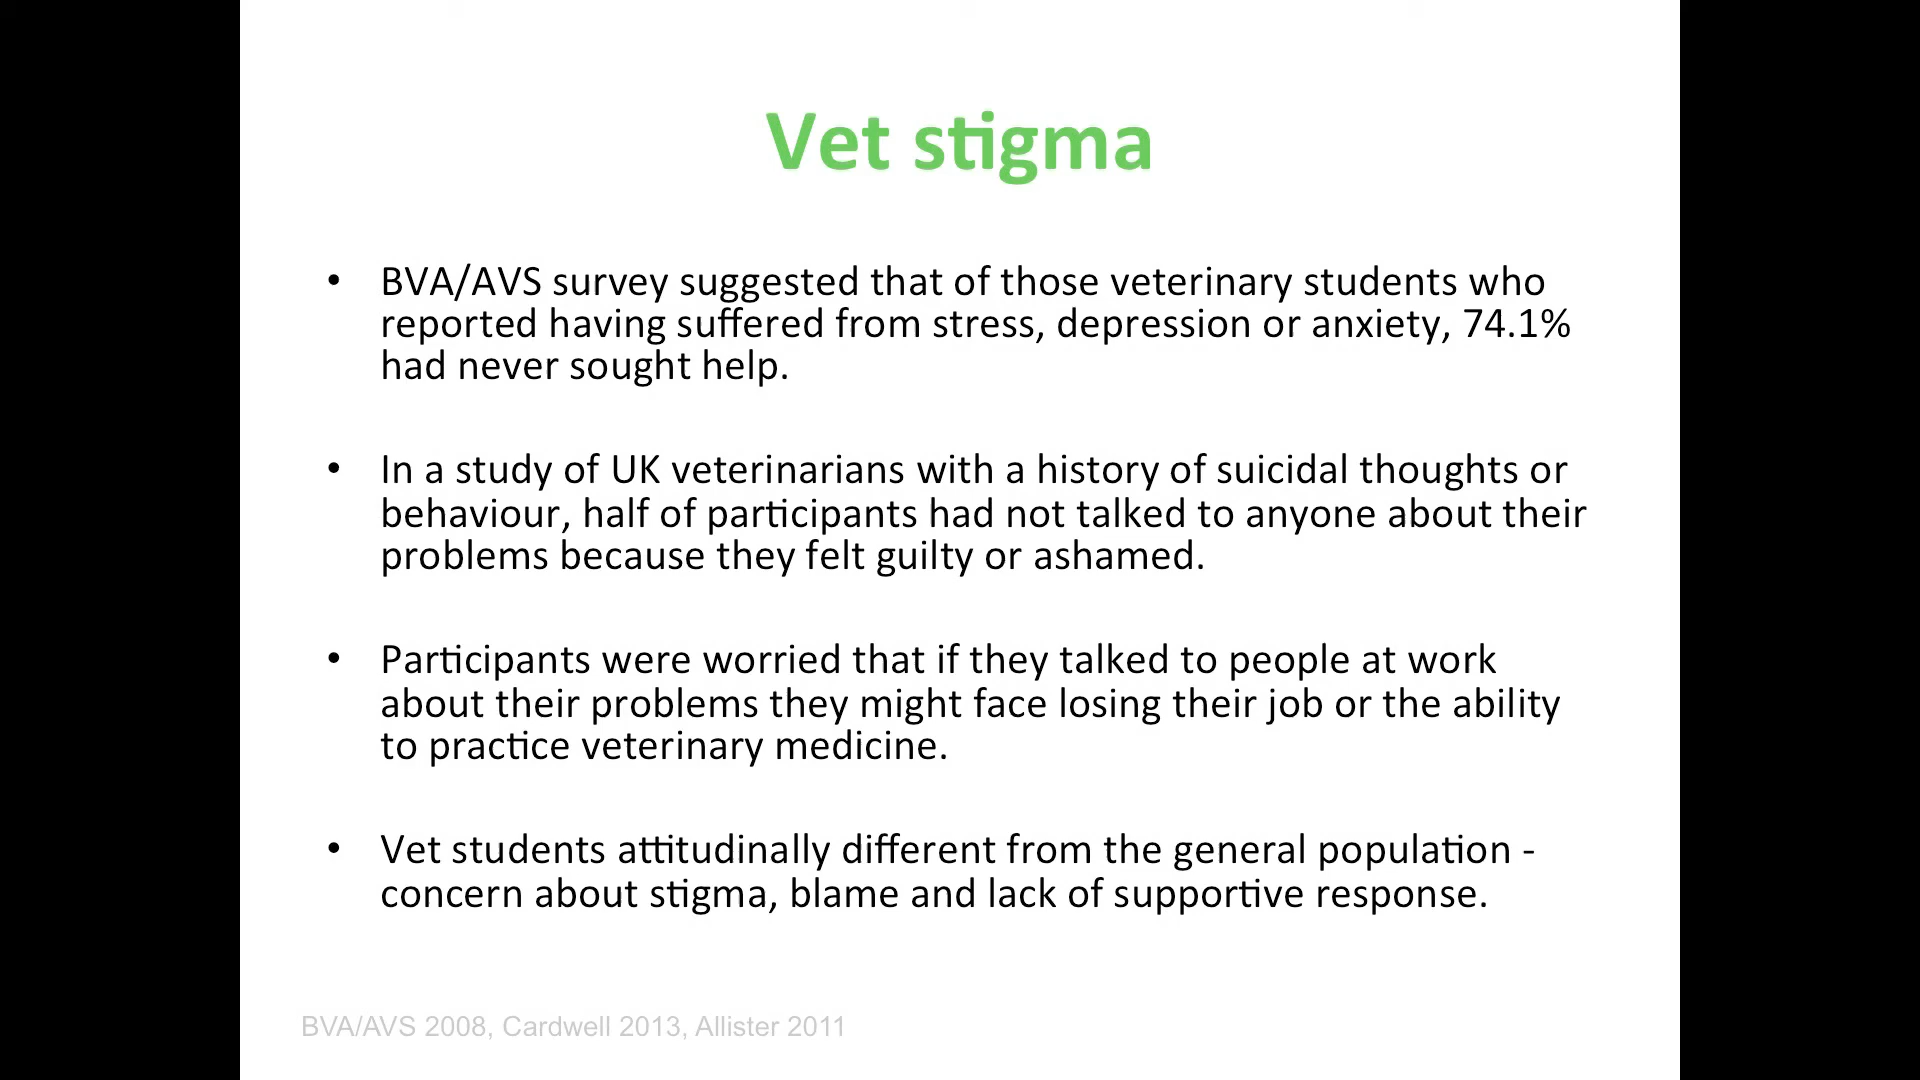 Vet stigma
• BVA/AVS survey suggested that of those veterinary students who
reported having suffered from stress, depression or anxiety, 74.1%
had never sought help.
• In a study of UK veterinarians with a history of suicidal thoughts or
behaviour, half of participants had not talked to anyone about their
problems because they felt guilty or ashamed.
• Participants were worried that if they talked to people at work
about their problems they might face losing their job or the ability
to practice veterinary medicine.
• Vet students attitudinally different from the general population -
concern about stigma, blame and lack of supportive response.
BVA/AVS 2008, Cardwell 2013, Allister 2011